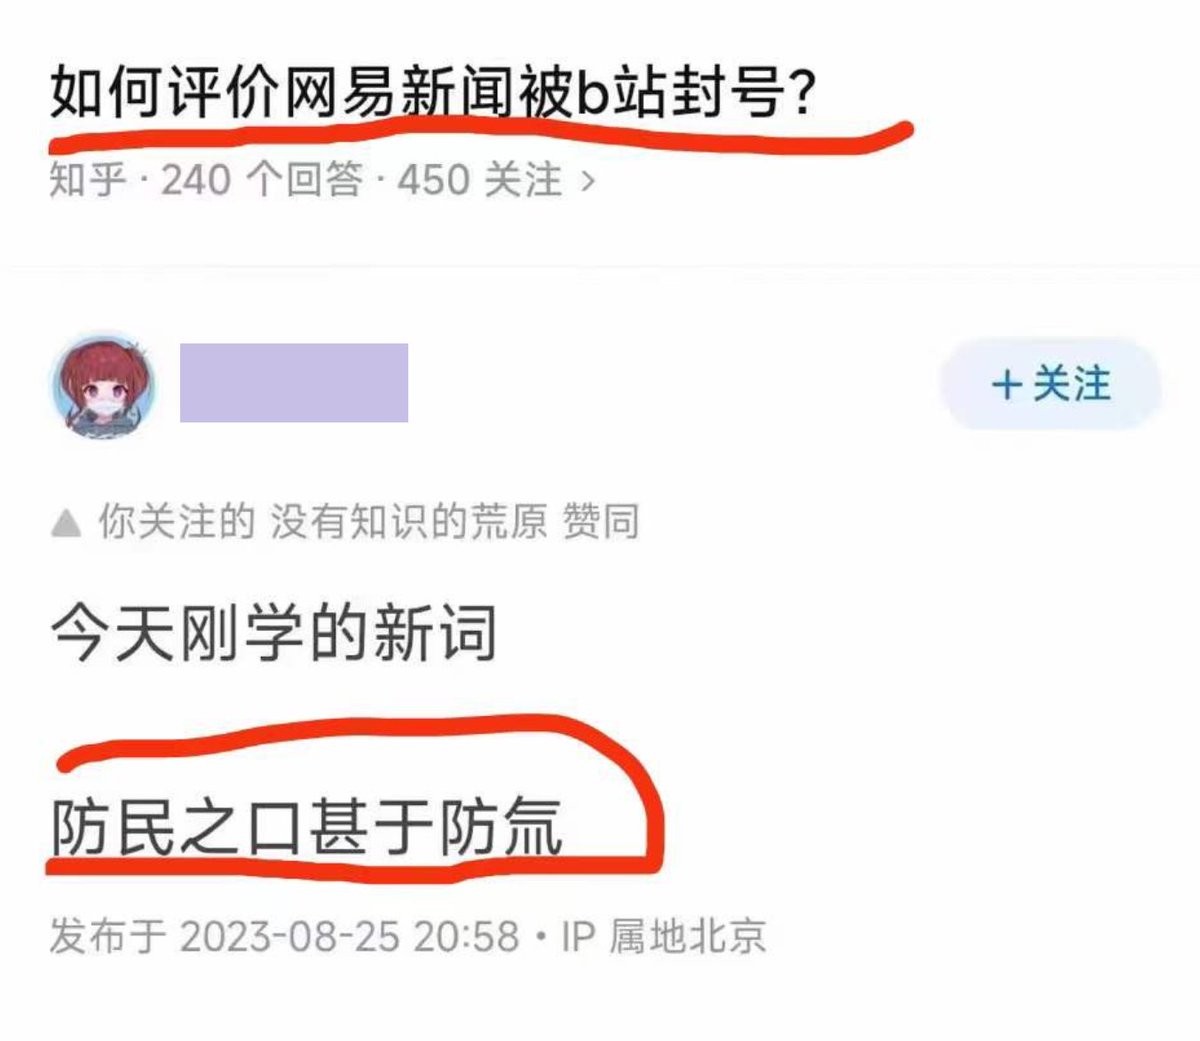 如何评价网易新闻被b站封号?
知乎 · 240 个回答 · 450 关注 >
+关注
你关注的 没有知识的荒原 赞同
今天刚学的新词
防民之口甚于防氚
发布于 2023-08-25 20:58 · IP 属地北京